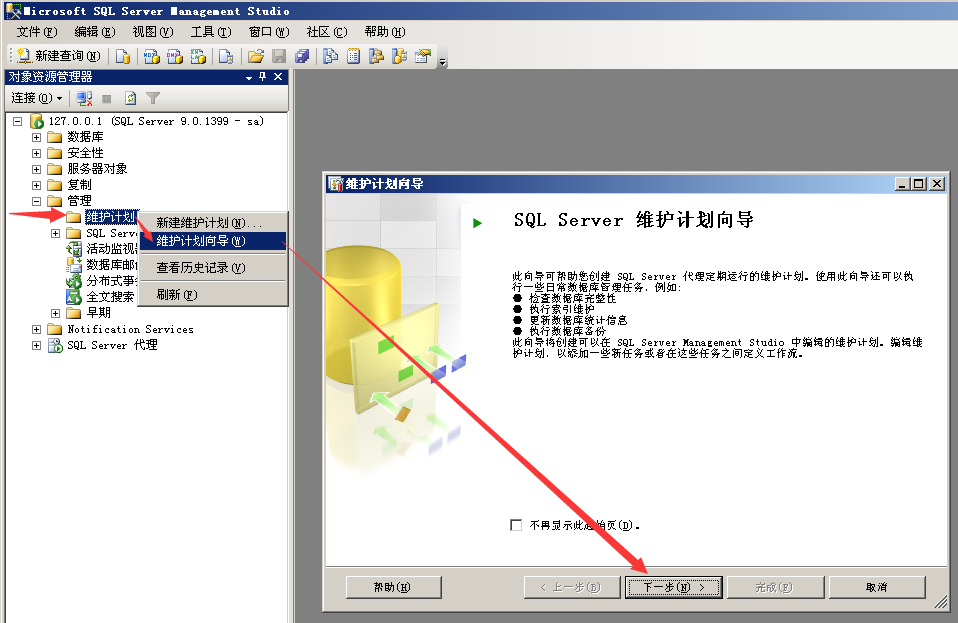 Microsoft SQL Server Management Studio
文件(F) 编辑(E) 视图(V) 工具(T) 窗口(W) 社区(C) 帮助(H)
新建查询(N)
对象资源管理器
连接(O)
127.0.0.1 (SQL Server 9.0.1399 - sa)
数据库
安全性
服务器对象
复制
管理
维护计划
SQL Serv
活动监视
数据库邮
分布式事
全文搜索
早期
Notification Services
SQL Server 代理
新建维护计划(N)...
维护计划向导(W)
查看历史记录(V)
刷新(F)
维护计划向导
SQL Server 维护计划向导
此向导可帮助您创建 SQL Server 代理定期运行的维护计划。使用此向导还可以执
行一些日常数据库管理任务，例如:
● 检查数据库完整性
● 执行索引维护
● 更新数据库统计信息
● 执行数据库备份
此向导将创建可以在 SQL Server Management Studio 中编辑的维护计划。编辑维
护计划，以添加一些新任务或者在这些任务之间定义工作流。
不再显示此起始页(D)。
帮助(H) < 上一步(B) 下一步(N) > 完成(F) 取消